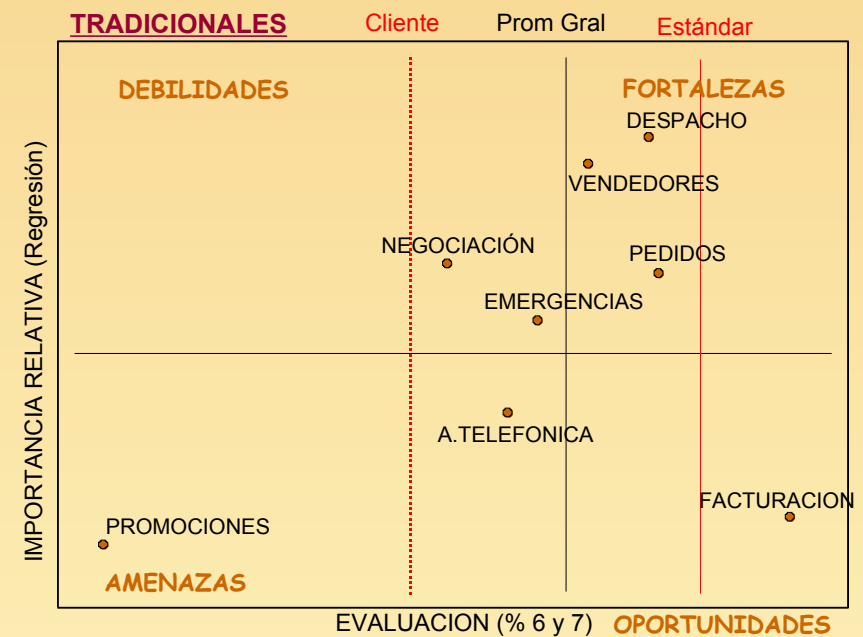 TRADICIONALES
Cliente
Prom Gral
Estándar
DEBILIDADES
FORTALEZAS
DESPACHO
VENDEDORES
NEGOCIACIÓN
PEDIDOS
EMERGENCIAS
A.TELEFONICA
FACTURACION
PROMOCIONES
AMENAZAS
IMPORTANCIA RELATIVA (Regresión)
EVALUACION (% 6 y 7)
OPORTUNIDADES